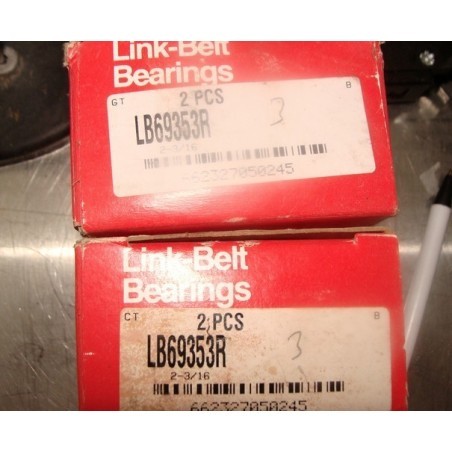 Link-Belt
Bearings
GT 2 PCS 3 B
LB69353R
2-3/16
662327050245
Link-Belt
Bearings
CT 2 PCS B
LB69353R 3
2-3/16
662327050245